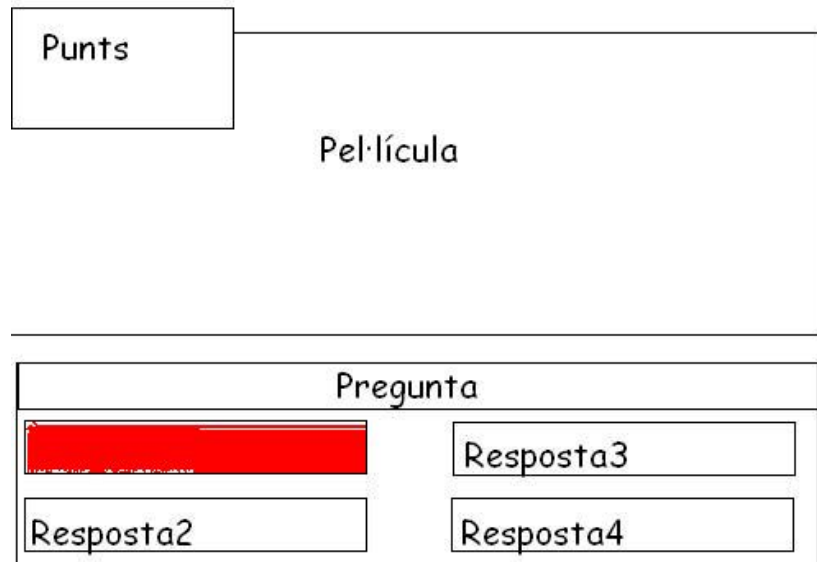 Punts
Pel·lícula
Pregunta
Resposta3
Resposta2
Resposta4